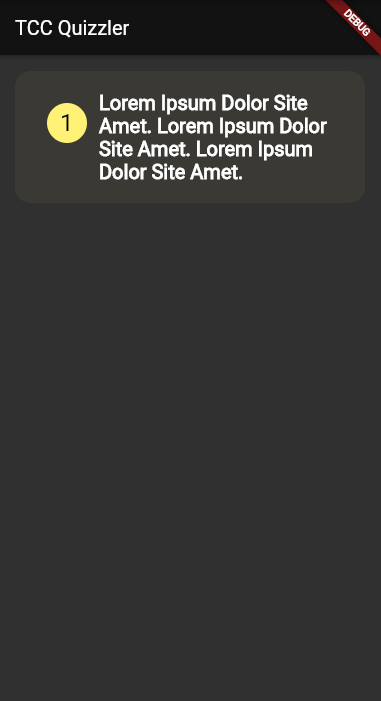 TCC Quizzler
DEBUG
1
Lorem Ipsum Dolor Site
Amet. Lorem Ipsum Dolor
Site Amet. Lorem Ipsum
Dolor Site Amet.